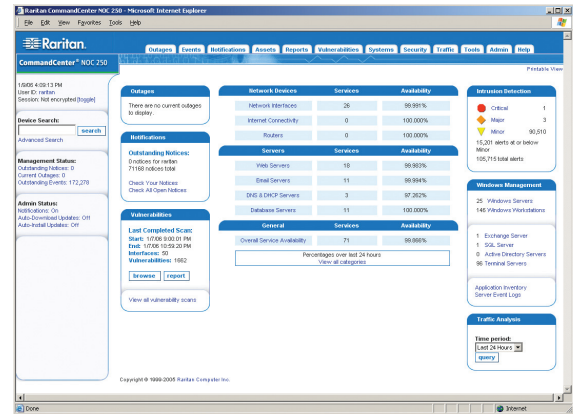 Raritan CommandCenter NOC 250 - Microsoft Internet Explorer
File Edit View Favorites Tools Help
Raritan.
CommandCenter® NOC 250
Outages Events Notifications Assets Reports Vulnerabilities Systems Security Traffic Tools Admin Help
Printable View
1/9/06 4:09:13 PM
User ID: raritan
Session: Not encrypted [toggle]
Device Search:
search
Advanced Search
Management Status:
Outstanding Notices: 0
Current Outages: 0
Outstanding Events: 172,278
Admin Status:
Notifications: On
Auto-Download Updates: Off
Auto-Install Updates: Off
Outages
There are no current outages
to display.
Notifications
Outstanding Notices:
0 notices for raritan
71168 notices total
Check Your Notices
Check All Open Notices
Vulnerabilities
Last Completed Scan:
Start: 1/7/06 9:00:01 PM
End: 1/7/06 10:59:20 PM
Interfaces: 50
Vulnerabilities: 1662
browse report
View all vulnerability scans
Network Devices Services Availability
Network Interfaces 26 99.991%
Internet Connectivity 0 100.000%
Routers 0 100.000%
Servers Services Availability
Web Servers 18 99.983%
Email Servers 11 99.994%
DNS & DHCP Servers 3 97.262%
Database Servers 11 100.000%
General Services Availability
Overall Service Availability 71 99.866%
Percentages over last 24 hours
View all categories
Intrusion Detection
Critical 1
Major 3
Minor 90,510
15,201 alerts at or below
Minor
105,715 total alerts
Windows Management
25 Windows Servers
146 Windows Workstations
1 Exchange Server
1 SQL Server
0 Active Directory Servers
96 Terminal Servers
Application Inventory
Server Event Logs
Traffic Analysis
Time period:
Last 24 Hours
query
Copyright © 1999-2005 Raritan Computer Inc.
Done
Internet